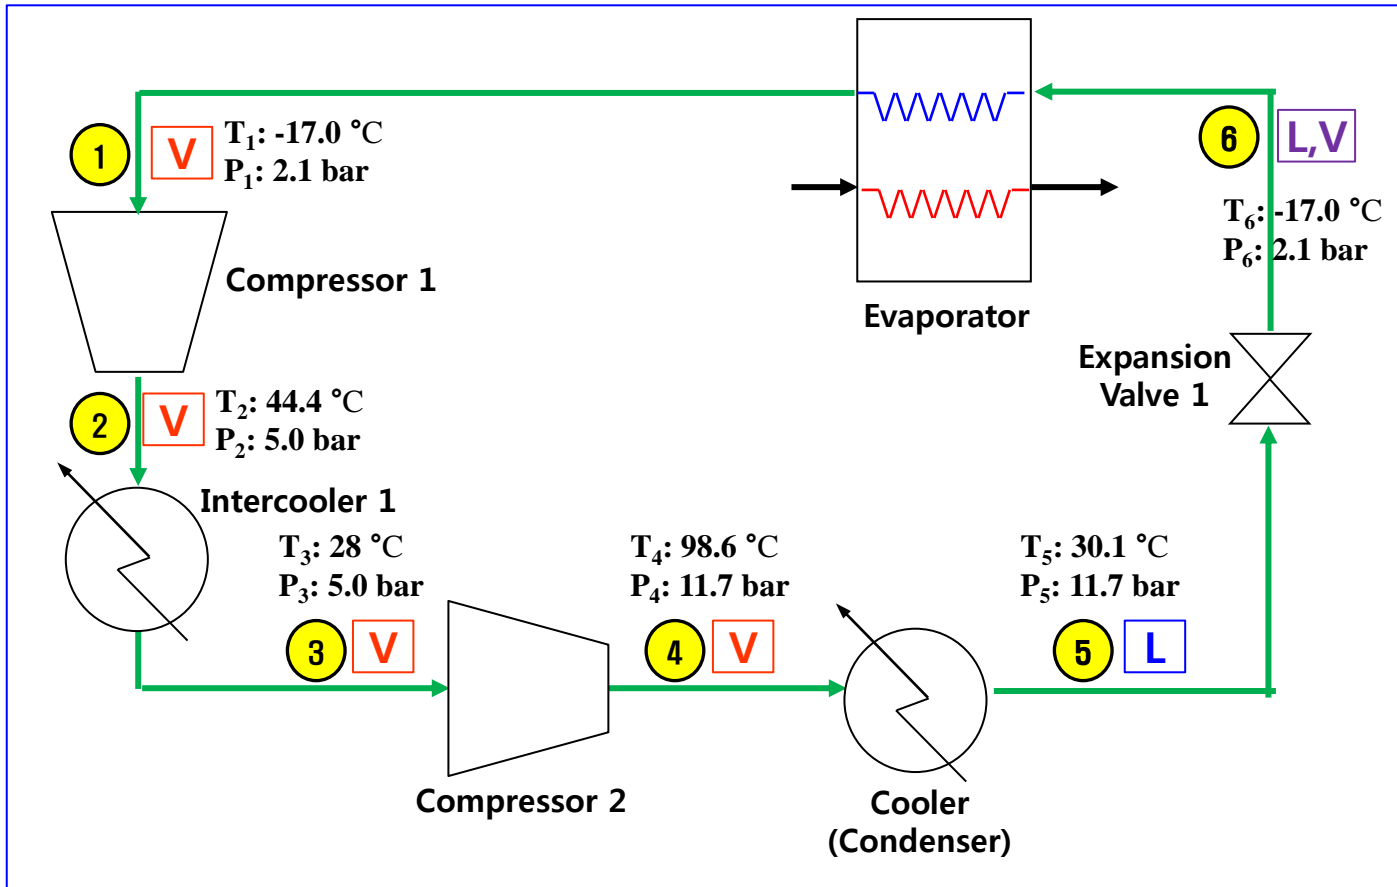 1
V
T1: -17.0 °C
P1: 2.1 bar
Compressor 1
2
V
T2: 44.4 °C
P2: 5.0 bar
Intercooler 1
T3: 28 °C
P3: 5.0 bar
3
V
Compressor 2
T4: 98.6 °C
P4: 11.7 bar
4
V
Cooler
(Condenser)
T5: 30.1 °C
P5: 11.7 bar
5
L
Expansion
Valve 1
6
L,V
T6: -17.0 °C
P6: 2.1 bar
Evaporator